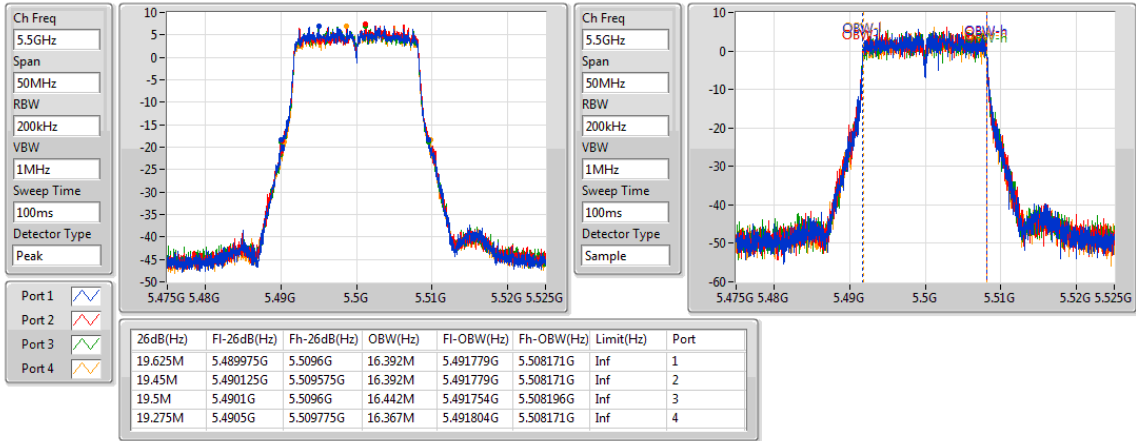 Ch Freq
5.5GHz
Span
50MHz
RBW
200kHz
VBW
1MHz
Sweep Time
100ms
Detector Type
Peak
10
5
0
-5
-10
-15
-20
-25
-30
-35
-40
-45
-50
5.475G 5.48G 5.49G 5.5G 5.51G 5.52G 5.525G
Ch Freq
5.5GHz
Span
50MHz
RBW
200kHz
VBW
1MHz
Sweep Time
100ms
Detector Type
Sample
10
0
-10
-20
-30
-40
-50
-60
5.475G 5.48G 5.49G 5.5G 5.51G 5.52G 5.525G
Port 1
Port 2
Port 3
Port 4
26dB(Hz) Fl-26dB(Hz) Fh-26dB(Hz) OBW(Hz) Fl-OBW(Hz) Fh-OBW(Hz) Limit(Hz) Port
19.625M 5.489975G 5.5096G 16.392M 5.491779G 5.508171G Inf 1
19.45M 5.490125G 5.509575G 16.392M 5.491779G 5.508171G Inf 2
19.5M 5.4901G 5.5096G 16.442M 5.491754G 5.508196G Inf 3
19.275M 5.4905G 5.509775G 16.367M 5.491804G 5.508171G Inf 4